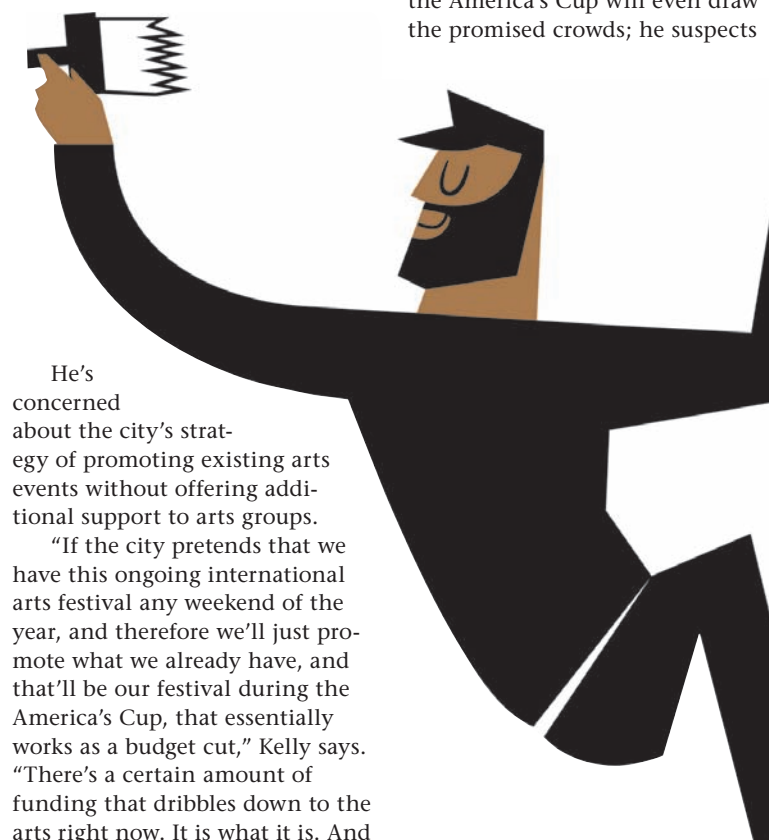 the America's Cup will even draw
the promised crowds; he suspects
He's
concerned
about the city's strat-
egy of promoting existing arts
events without offering addi-
tional support to arts groups.
"If the city pretends that we
have this ongoing international
arts festival any weekend of the
year, and therefore we'll just pro-
mote what we already have, and
that'll be our festival during the
America's Cup, that essentially
works as a budget cut," Kelly says.
"There's a certain amount of
funding that dribbles down to the
arts right now. It is what it is. And